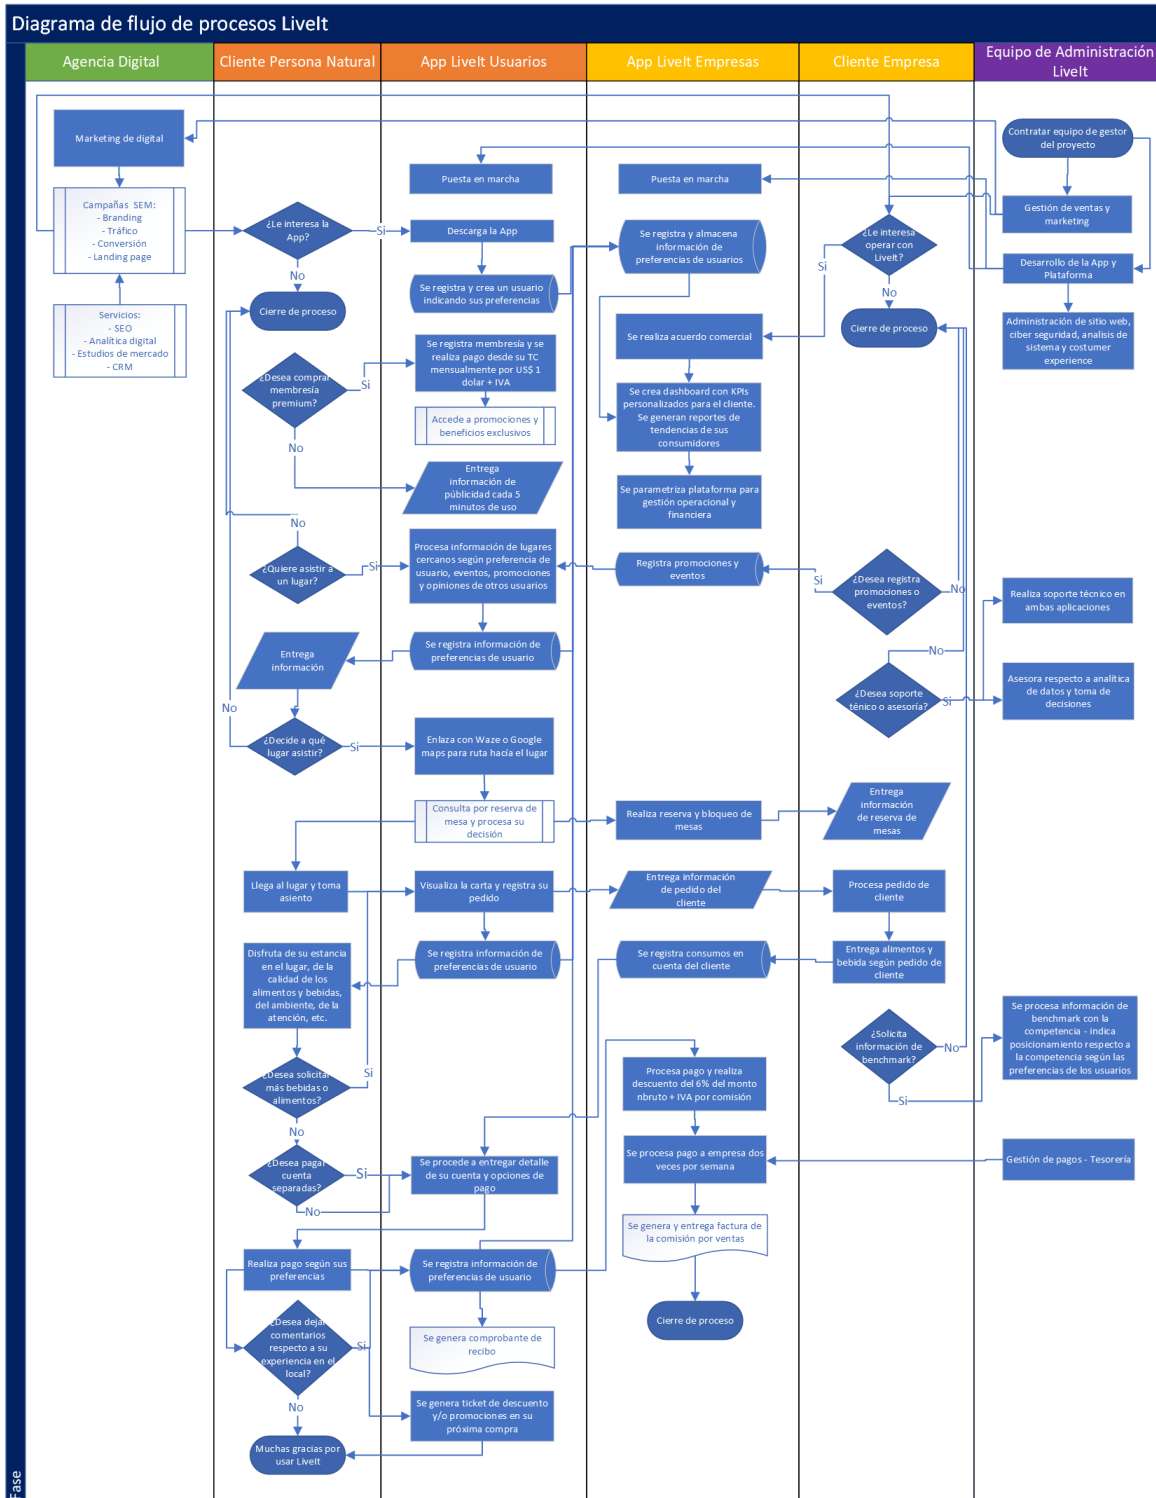 Diagrama de flujo de procesos LiveIt
Agencia Digital
Cliente Persona Natural
App LiveIt Usuarios
App LiveIt Empresas
Cliente Empresa
Equipo de Administración
LiveIt
Marketing de digital
Campañas SEM:
- Branding
- Tráfico
- Conversión
- Landing page
Servicios:
- SEO
- Analítica digital
- Estudios de mercado
- CRM
¿Le interesa la
App?
Si
No
Cierre de proceso
¿Desea comprar
membresía
premium?
Si
No
No
¿Quiere asistir a
un lugar?
Si
Entrega
información
No
¿Decide a qué
lugar asistir?
Si
Llega al lugar y toma
asiento
Disfruta de su estancia
en el lugar, de la
calidad de los
alimentos y bebidas,
del ambiente, de la
atención, etc.
¿Desea solicitar
más bebidas o
alimentos?
Si
No
¿Desea pagar
cuenta
separadas?
Si
No
Realiza pago según sus
preferencias
¿Desea dejar
comentarios
respecto a su
experiencia en el
local?
Si
No
Muchas gracias por
usar LiveIt
Puesta en marcha
Descarga la App
Se registra y crea un usuario
indicando sus preferencias
Se registra membresía y se
realiza pago desde su TC
mensualmente por US$ 1
dolar + IVA
Accede a promociones y
beneficios exclusivos
Entrega
información de
públicidad cada 5
minutos de uso
Procesa información de lugares
cercanos según preferencia de
usuario, eventos, promociones
y opiniones de otros usuarios
Se registra información de
preferencias de usuario
Enlaza con Waze o Google
maps para ruta hacía el lugar
Consulta por reserva de
mesa y procesa su
decisión
Visualiza la carta y registra su
pedido
Se registra información de
preferencias de usuario
Se procede a entregar detalle
de su cuenta y opciones de
pago
Se registra información de
preferencias de usuario
Se genera comprobante de
recibo
Se genera ticket de descuento
y/o promociones en su
próxima compra
Puesta en marcha
Se registra y almacena
información de
preferencias de usuarios
Se realiza acuerdo comercial
Se crea dashboard con KPIs
personalizados para el cliente.
Se generan reportes de
tendencias de sus
consumidores
Se parametriza plataforma para
gestión operacional y
financiera
Registra promociones y
eventos
Realiza reserva y bloqueo de
mesas
Entrega información
de pedido del
cliente
Se registra consumos en
cuenta del cliente
Procesa pago y realiza
descuento del 6% del monto
nbruto + IVA por comisión
Se procesa pago a empresa dos
veces por semana
Se genera y entrega factura de
la comisión por ventas
Cierre de proceso
¿Le interesa
operar con
LiveIt?
Si
No
Cierre de proceso
¿Desea registra
promociones o
eventos?
Si
No
¿Desea soporte
ténico o asesoría?
No
Si
Entrega
información
de reserva de
mesas
Procesa pedido de
cliente
Entrega alimentos y
bebida según pedido de
cliente
¿Solicita
información de
benchmark?
No
Si
Contratar equipo de gestor
del proyecto
Gestión de ventas y
marketing
Desarrollo de la App y
Plataforma
Administración de sitio web,
ciber seguridad, analisis de
sistema y costumer
experience
Realiza soporte técnico en
ambas aplicaciones
Asesora respecto a analítica
de datos y toma de
decisiones
Se procesa información de
benchmark con la
competencia - indica
posicionamiento respecto a
la competencia según las
preferencias de los usuarios
Gestión de pagos - Tesorería
Fase